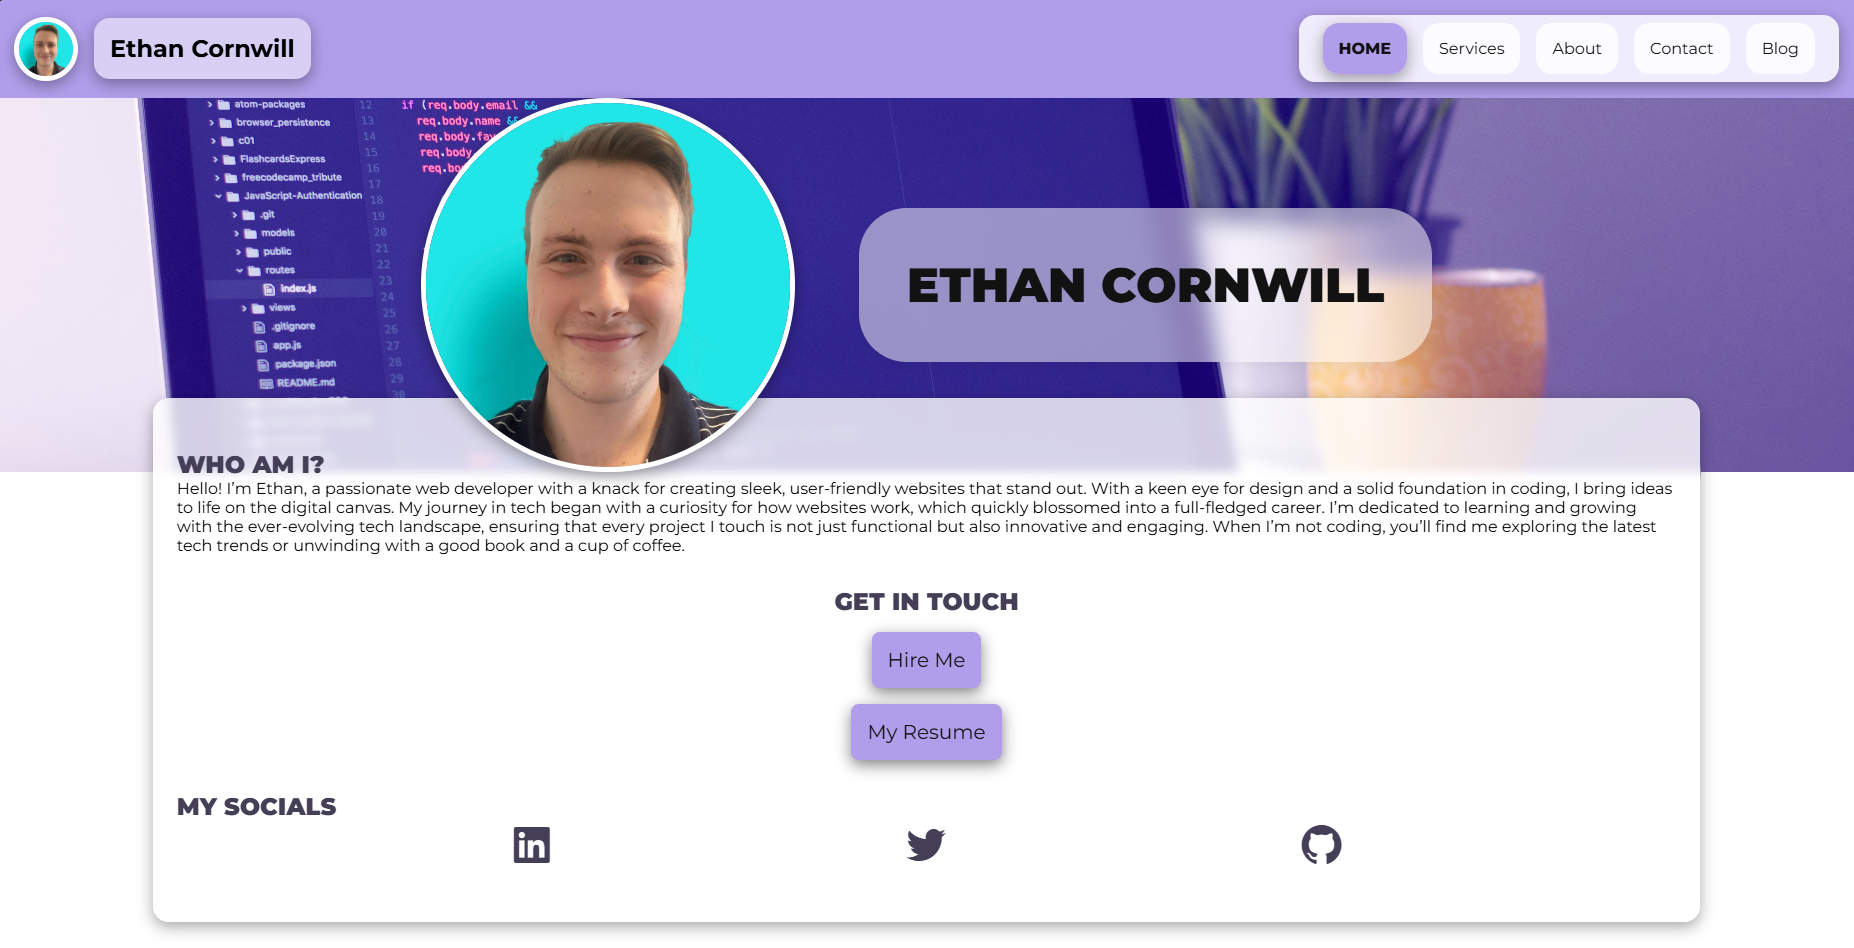 Ethan Cornwill
HOME Services About Contact Blog
atom-packages
browser_persistence
c01
FlashcardsExpress
freecodecamp_tribute
JavaScript-Authentication
.git
models
public
routes
index.js
views
.gitignore
app.js
package.json
README.md
12 if (req.body.email &&
13 req.body.name &&
14 req.body.fav
15 req.body.
16 req.bo
17
18
19
20
21
22
23
24
25
26
27
28
29
30
ETHAN CORNWILL
WHO AM I?
Hello! I’m Ethan, a passionate web developer with a knack for creating sleek, user-friendly websites that stand out. With a keen eye for design and a solid foundation in coding, I bring ideas
to life on the digital canvas. My journey in tech began with a curiosity for how websites work, which quickly blossomed into a full-fledged career. I’m dedicated to learning and growing
with the ever-evolving tech landscape, ensuring that every project I touch is not just functional but also innovative and engaging. When I’m not coding, you’ll find me exploring the latest
tech trends or unwinding with a good book and a cup of coffee.
GET IN TOUCH
Hire Me
My Resume
MY SOCIALS
in